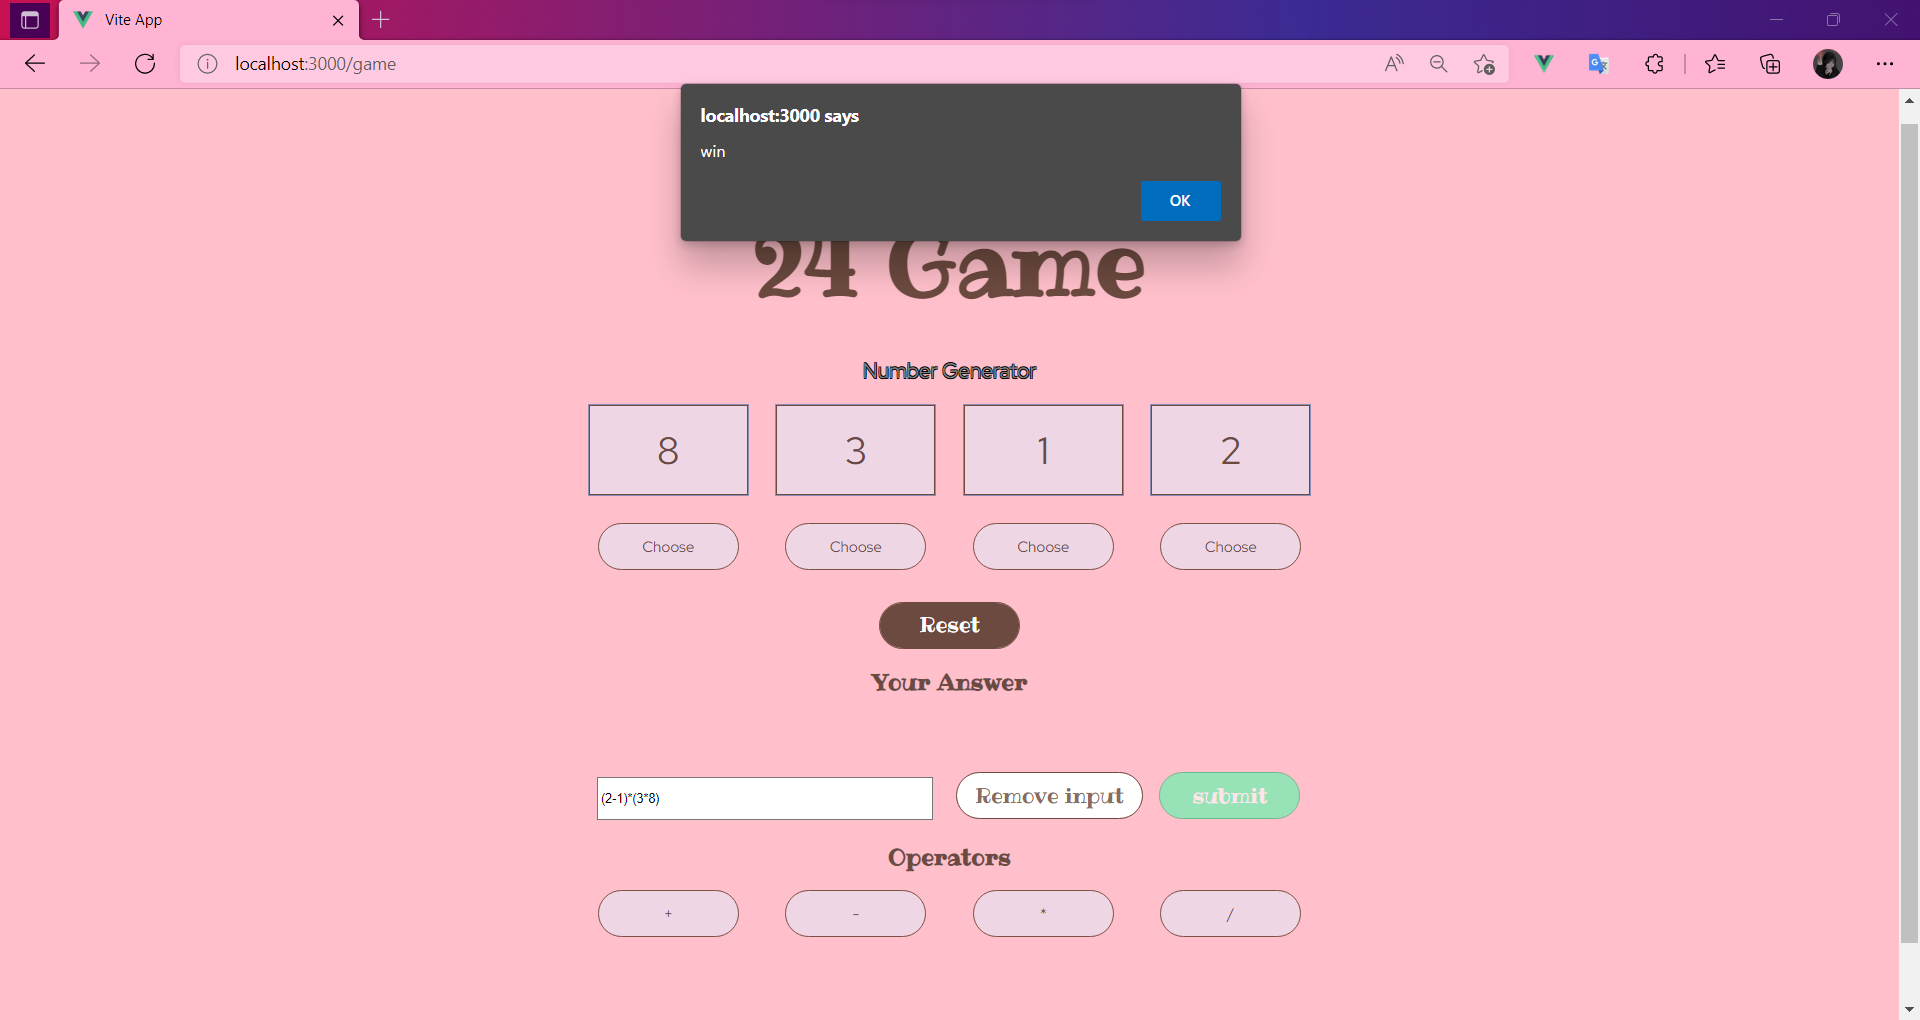 Vite App
localhost:3000/game
localhost:3000 says
win
OK
24 Game
Number Generator
8 3 1 2
Choose Choose Choose Choose
Reset
Your Answer
(2-1)*(3*8) Remove input submit
Operators
+ - * /